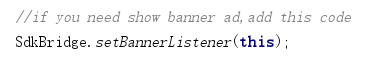 //if you need show banner ad,add this code
SdkBridge.setBannerListener(this);